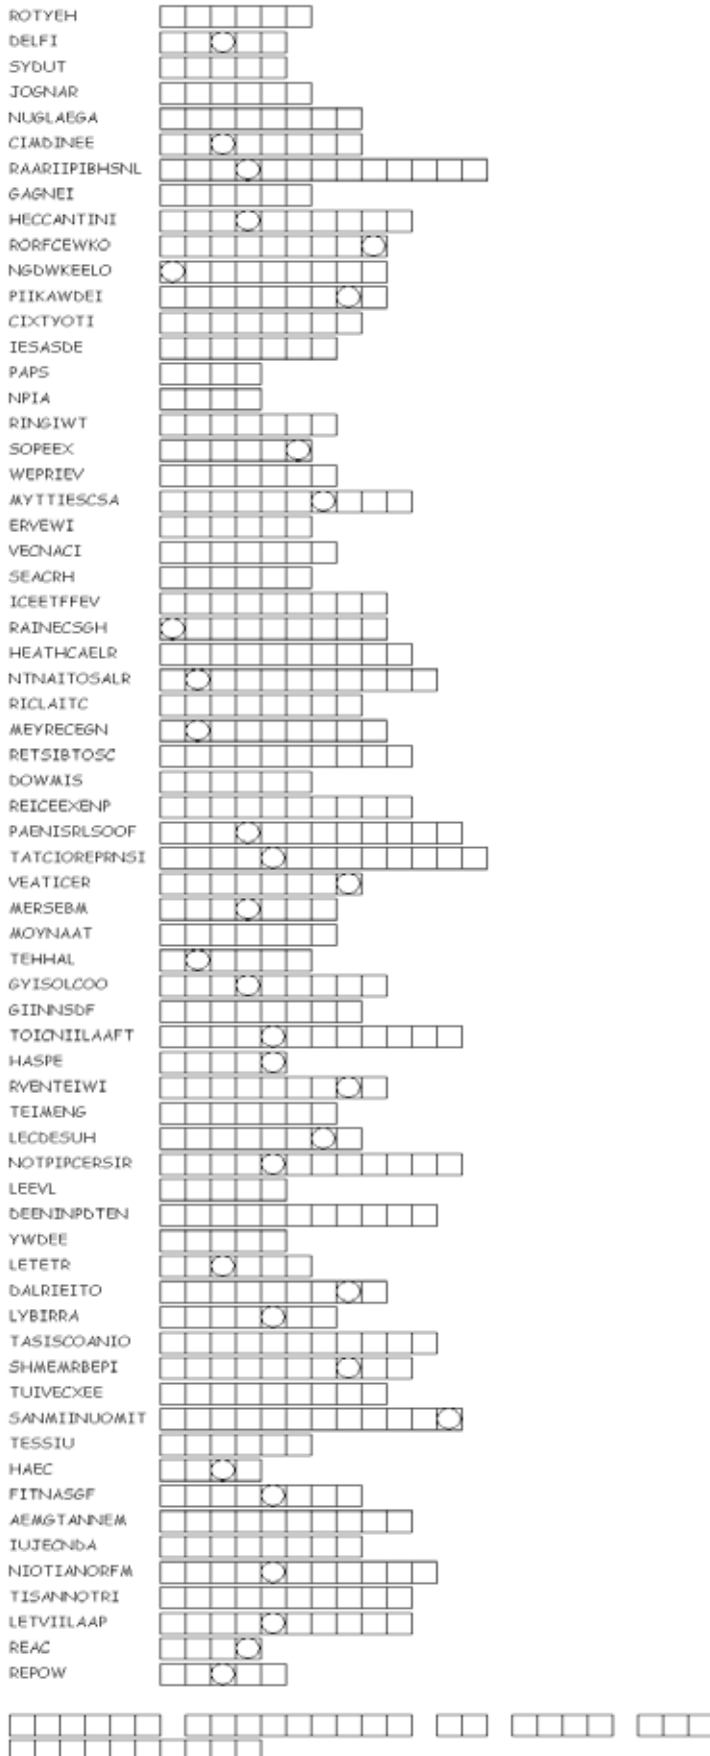 ROTYEH
DELFI
SYDUT
JOGNAR
NUGLAEGA
CIMDINEE
RAARIIPIBHSNL
GAGNEI
HECCANTINI
RORFCEWKO
NGDWKEELO
PIIKAWDEI
CIXTYOTI
IESASDE
PAPS
NPIA
RINGIWT
SOPEEX
WEPRIEV
MYTTIESCSA
ERVEWI
VECNACI
SEACRH
ICEETFFEV
RAINECSGH
HEATHCAELR
NTNAITOSALR
RICLAITC
MEYRECEGN
RETSIBTOSC
DOWMIS
REICEEXENP
PAENISRLSOOF
TATCIOREPRNSI
VEATICER
MERSEBM
MOYNAAT
TEHHAL
GYISOLCOO
GIINNSDF
TOICNIILAAFT
HASPE
RVENTEIWI
TEIMENG
LECDESUH
NOTPIPCERSIR
LEEVL
DEENINPDTEN
YWDEE
LETETR
DALRIEITO
LYBIRRA
TASISCOANIO
SHMEMRBEPI
TUIVECXEE
SANMIINUOMIT
TESSIU
HAEC
FITNASGF
AEMGTANNEM
IUJECNDA
NIOTIANORFM
TISANNOTRI
LETVIILAAP
REAC
REPOW